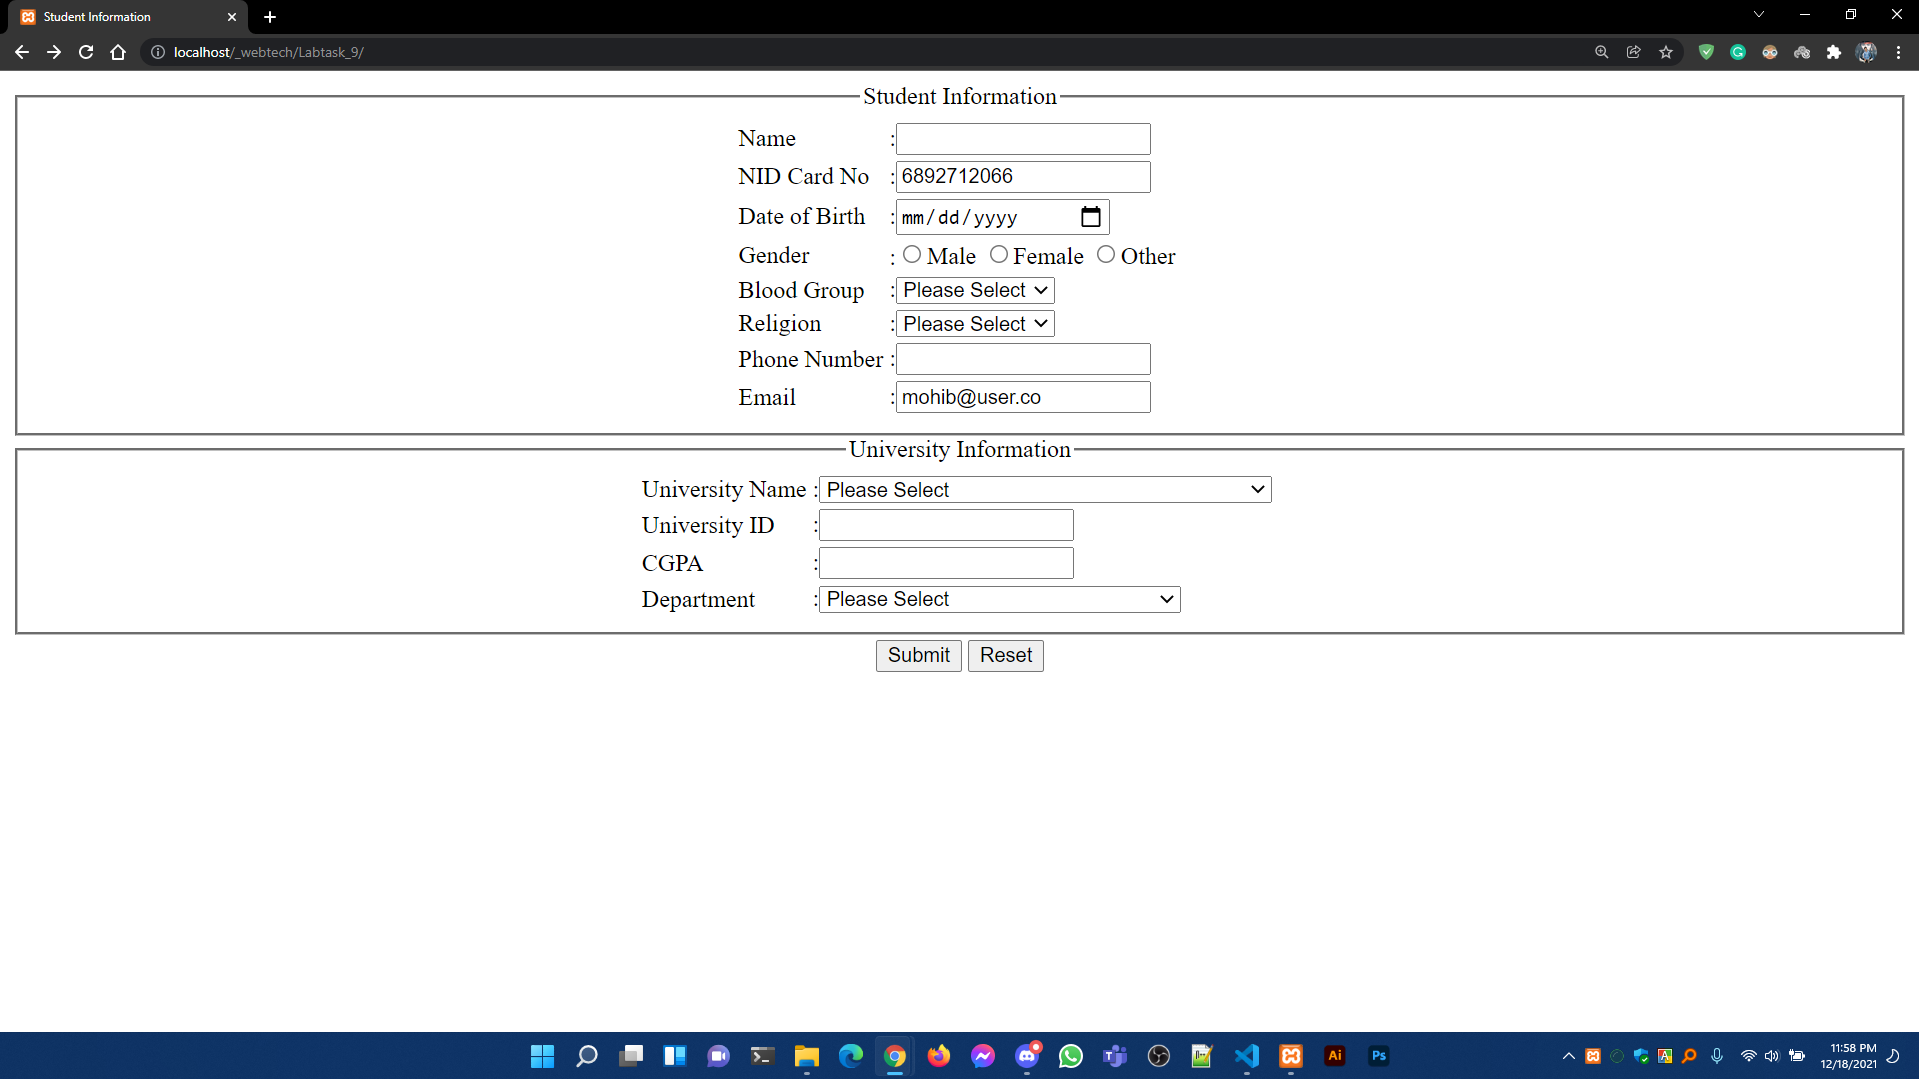 Student Information
localhost/_webtech/Labtask_9/
Student Information
Name :
NID Card No : 6892712066
Date of Birth : mm/dd/yyyy
Gender : Male Female Other
Blood Group : Please Select
Religion : Please Select
Phone Number :
Email : mohib@user.co
University Information
University Name : Please Select
University ID :
CGPA :
Department : Please Select
Submit Reset
Ai Ps
11:58 PM
12/18/2021